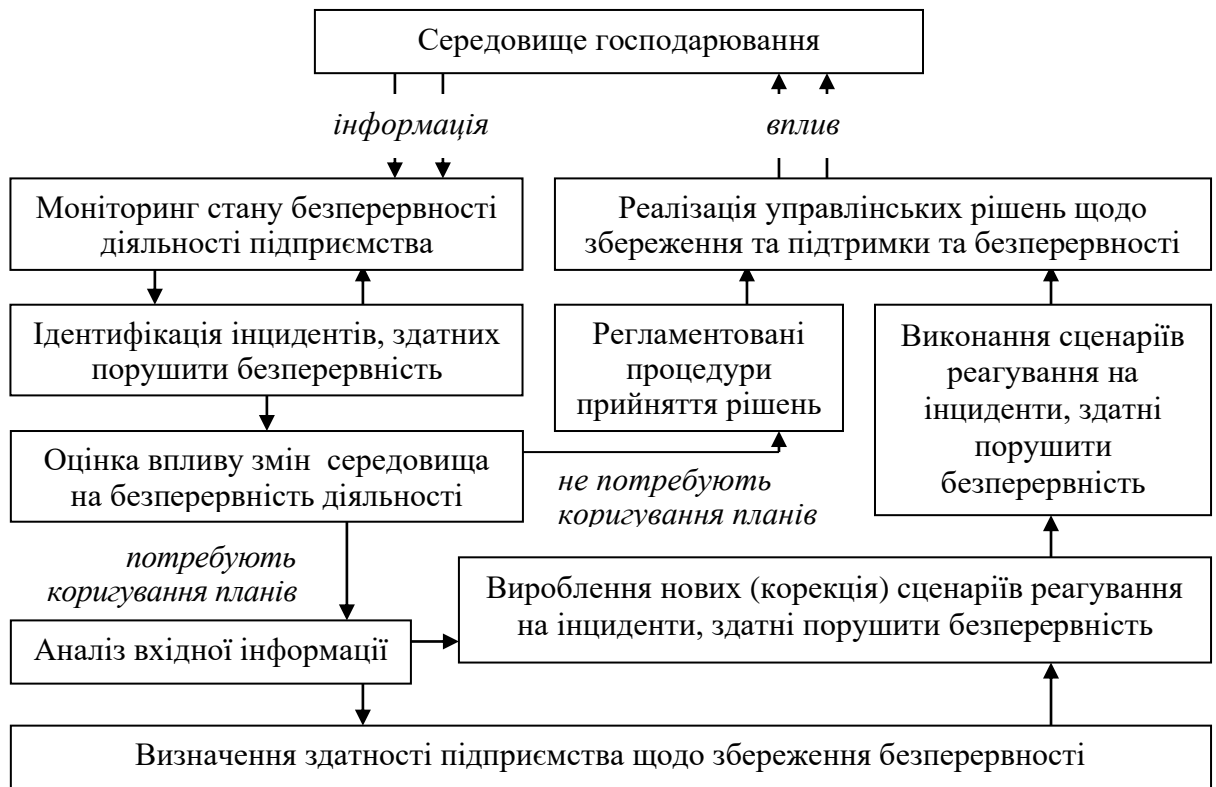 Середовище господарювання
інформація
вплив
Моніторинг стану безперервності
діяльності підприємства
Реалізація управлінських рішень щодо
збереження та підтримки та безперервності
Ідентифікація інцидентів, здатних
порушити безперервність
Регламентовані
процедури
прийняття рішень
Виконання сценаріїв
реагування на
інциденти, здатні
порушити
безперервність
Оцінка впливу змін середовища
на безперервність діяльності
не потребують
коригування планів
потребують
коригування планів
Вироблення нових (корекція) сценаріїв реагування
на інциденти, здатні порушити безперервність
Аналіз вхідної інформації
Визначення здатності підприємства щодо збереження безперервності